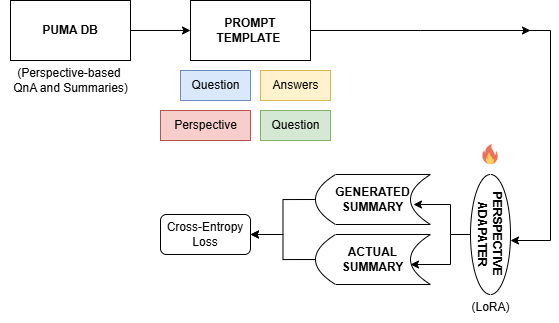 PUMA DB
(Perspective-based
QnA and Summaries)
PROMPT
TEMPLATE
Question
Answers
Perspective
Question
PERSPECTIVE
ADAPATER
(LoRA)
GENERATED
SUMMARY
ACTUAL
SUMMARY
Cross-Entropy
Loss